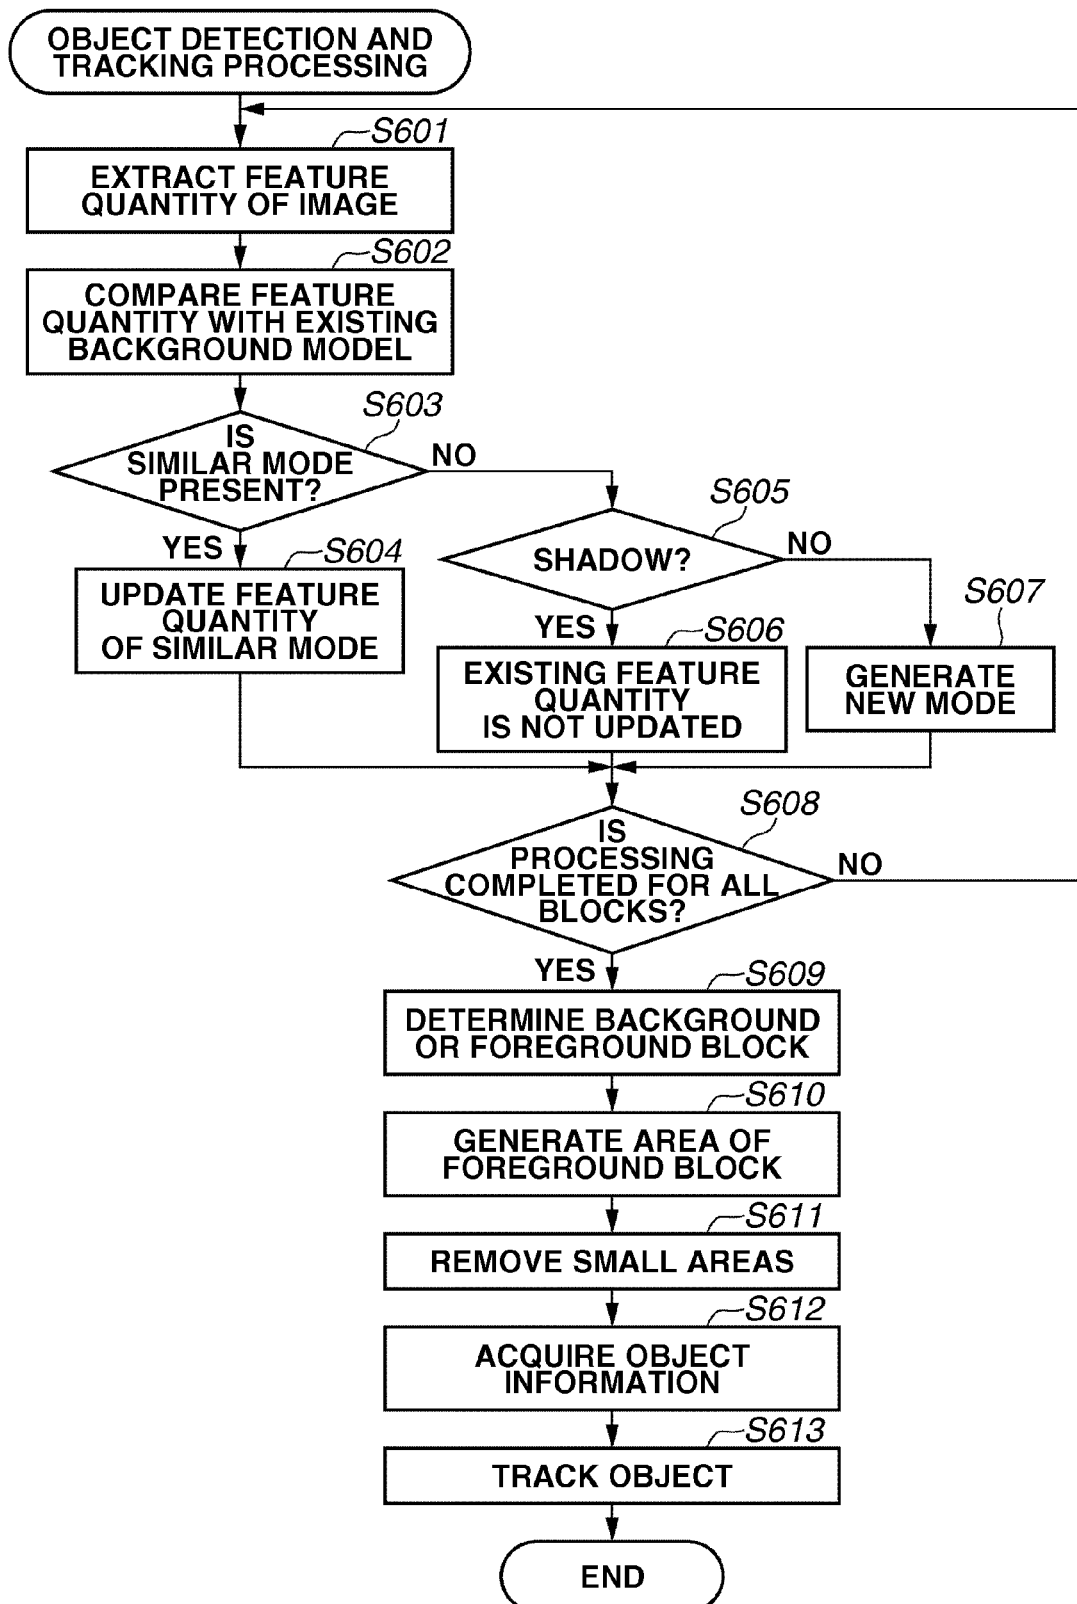 OBJECT DETECTION AND
TRACKING PROCESSING
S601
EXTRACT FEATURE
QUANTITY OF IMAGE
S602
COMPARE FEATURE
QUANTITY WITH EXISTING
BACKGROUND MODEL
S603
IS
SIMILAR MODE
PRESENT?
NO
YES
S604
UPDATE FEATURE
QUANTITY
OF SIMILAR MODE
S605
SHADOW?
NO
YES
S606
EXISTING FEATURE
QUANTITY
IS NOT UPDATED
S607
GENERATE
NEW MODE
S608
IS
PROCESSING
COMPLETED FOR ALL
BLOCKS?
NO
YES
S609
DETERMINE BACKGROUND
OR FOREGROUND BLOCK
S610
GENERATE AREA OF
FOREGROUND BLOCK
S611
REMOVE SMALL AREAS
S612
ACQUIRE OBJECT
INFORMATION
S613
TRACK OBJECT
END